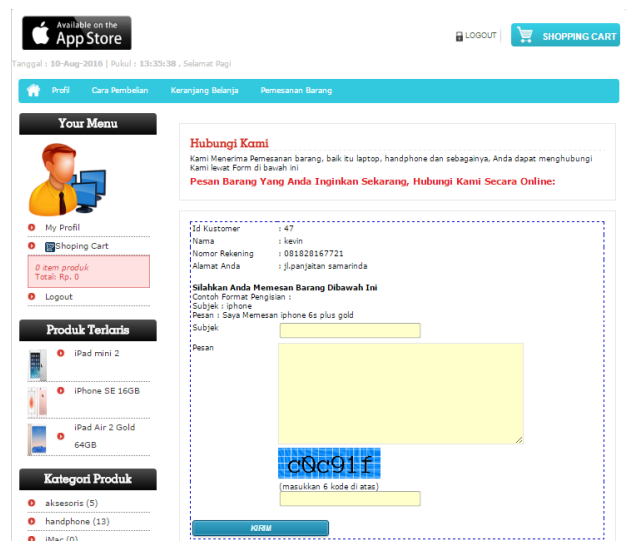 Available on the
App Store
LOGOUT
SHOPPING CART
Tanggal : 10-Aug-2016 | Pukul : 13:35:38 , Selamat Pagi
Profil
Cara Pembelian
Keranjang Belanja
Pemesanan Barang
Your Menu
My Profil
Shoping Cart
0 item produk
Total: Rp. 0
Logout
Produk Terlaris
iPad mini 2
iPhone SE 16GB
iPad Air 2 Gold
64GB
Kategori Produk
aksesoris (5)
handphone (13)
iMac (0)
Hubungi Kami
Kami Menerima Pemesanan barang, baik itu laptop, handphone dan sebagainya, Anda dapat menghubungi
Kami lewat Form di bawah ini
Pesan Barang Yang Anda Inginkan Sekarang, Hubungi Kami Secara Online:
Id Kustomer : 47
Nama : kevin
Nomor Rekening : 081828167721
Alamat Anda : jl.panjaitan samarinda
Silahkan Anda Memesan Barang Dibawah Ini
Contoh Format Pengisian :
Subjek : iphone
Pesan : Saya Memesan iphone 6s plus gold
Subjek
Pesan
c0c91f
(masukkan 6 kode di atas)
KIRIM